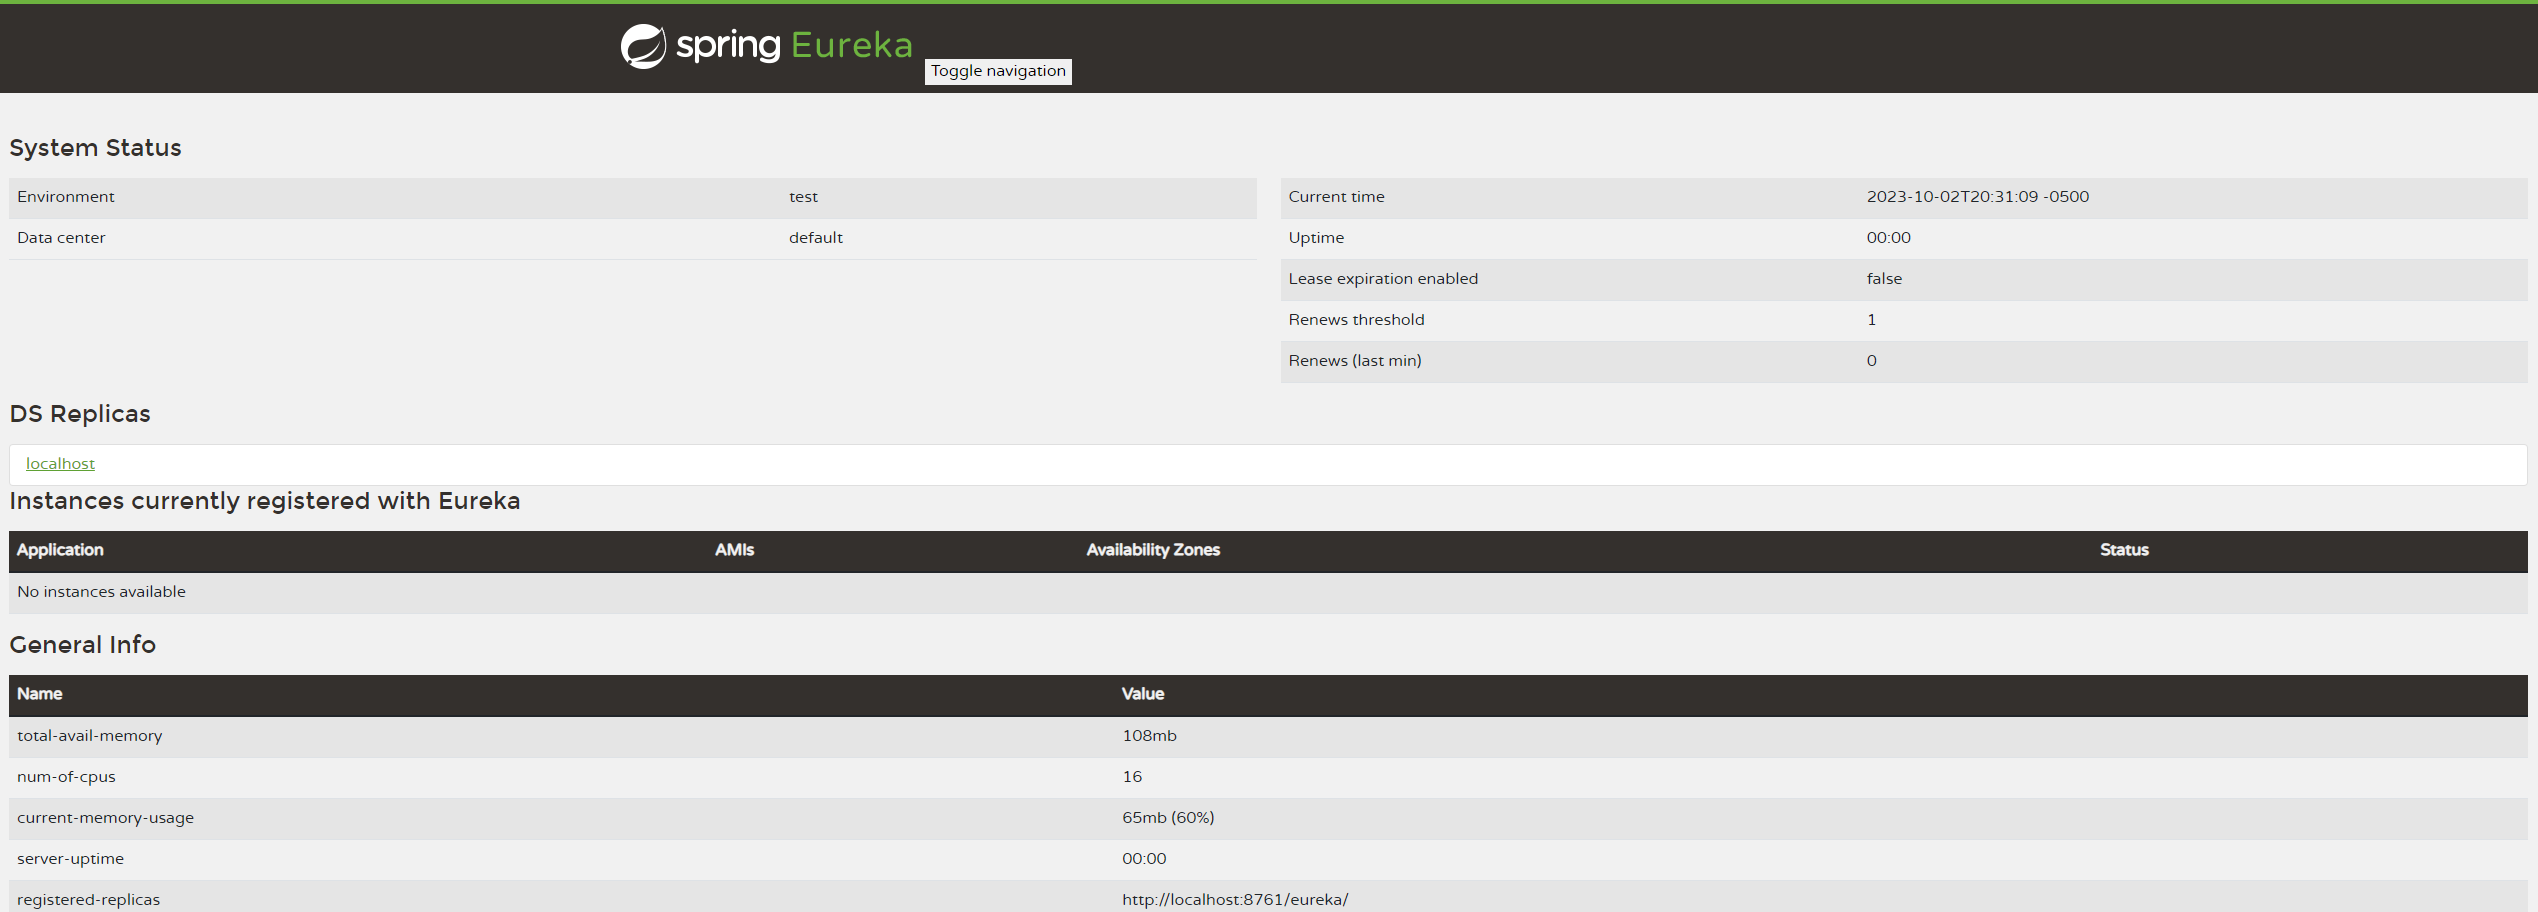 spring Eureka
Toggle navigation
System Status
Environment test
Data center default
Current time 2023-10-02T20:31:09 -0500
Uptime 00:00
Lease expiration enabled false
Renews threshold 1
Renews (last min) 0
DS Replicas
localhost
Instances currently registered with Eureka
Application AMIs Availability Zones Status
No instances available
General Info
Name Value
total-avail-memory 108mb
num-of-cpus 16
current-memory-usage 65mb (60%)
server-uptime 00:00
registered-replicas http://localhost:8761/eureka/